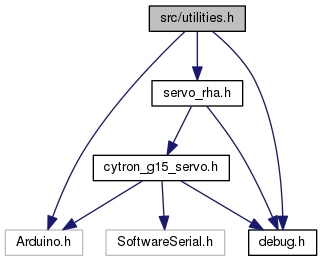 src/utilities.h
servo_rha.h
cytron_g15_servo.h
Arduino.h
SoftwareSerial.h
debug.h